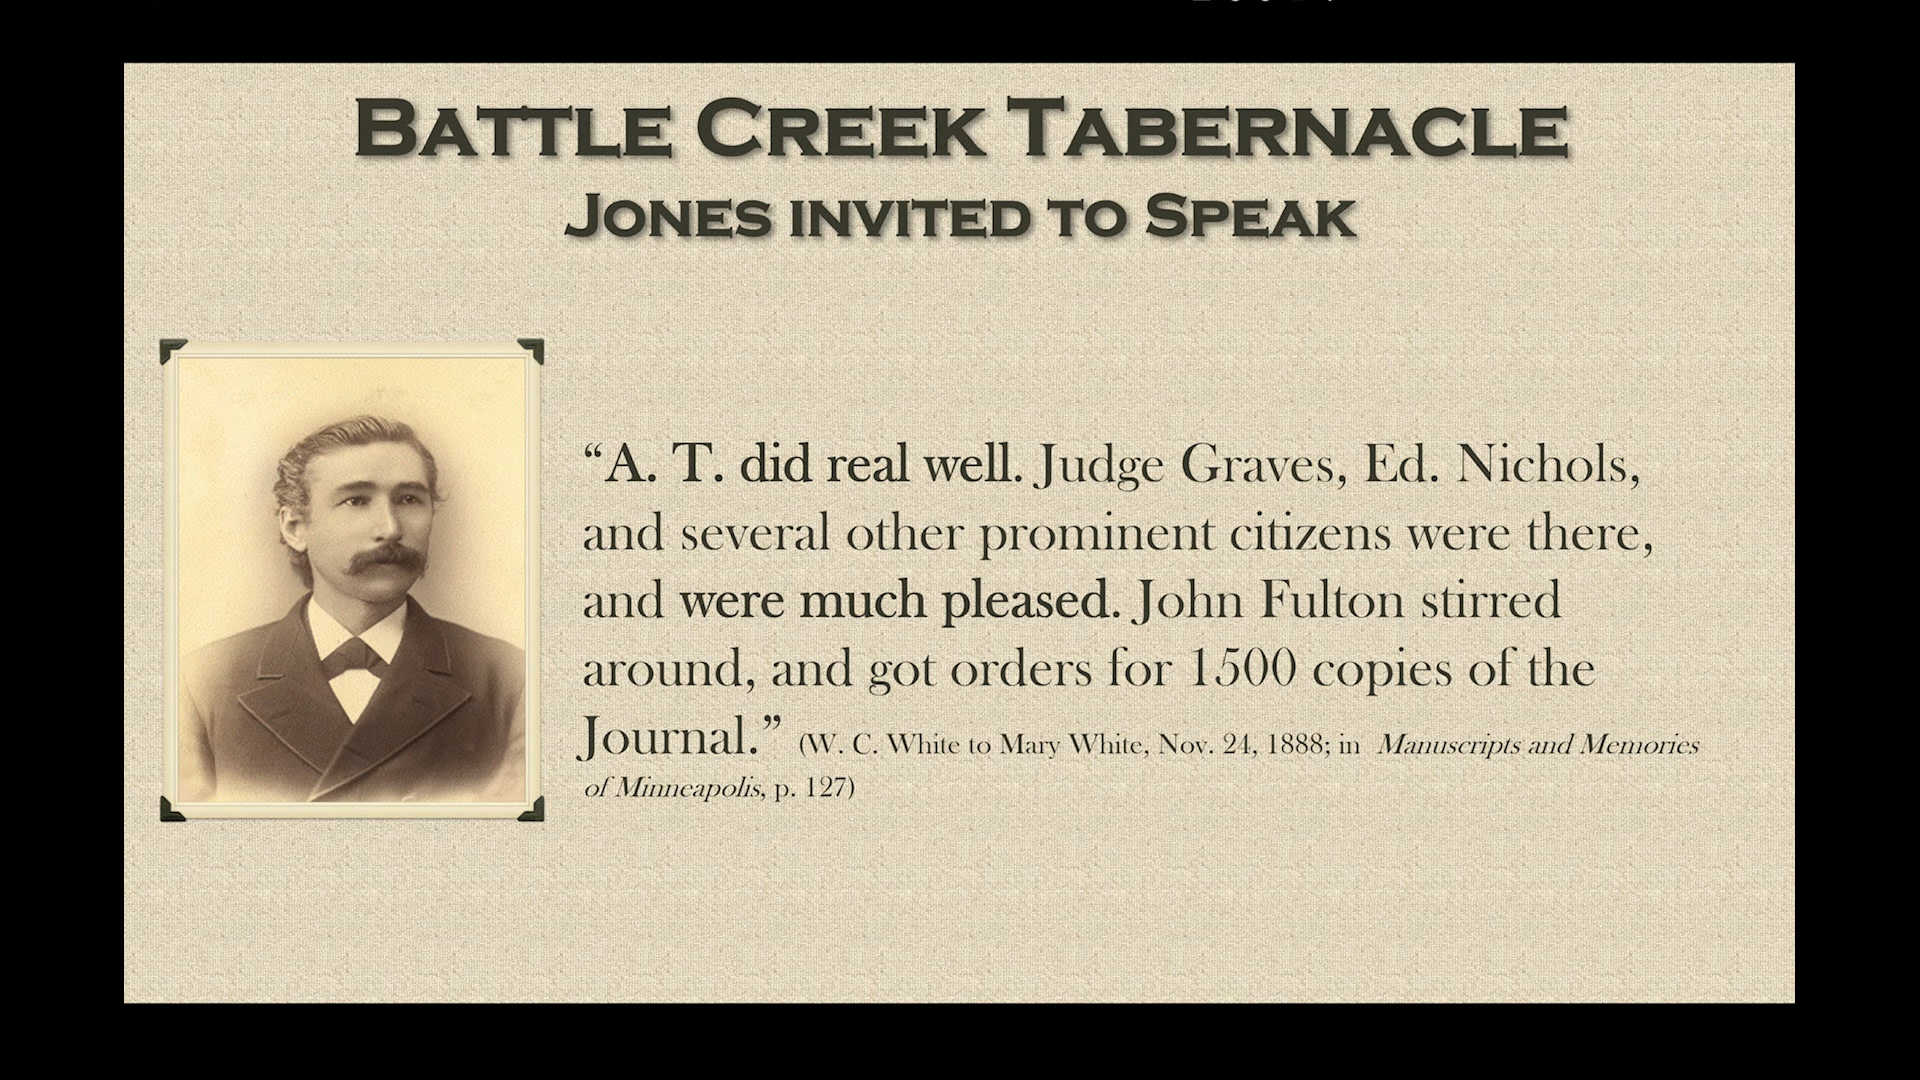 BATTLE CREEK TABERNACLE
JONES INVITED TO SPEAK
“A. T. did real well. Judge Graves, Ed. Nichols,
and several other prominent citizens were there,
and were much pleased. John Fulton stirred
around, and got orders for 1500 copies of the
Journal.” (W. C. White to Mary White, Nov. 24, 1888; in Manuscripts and Memories
of Minneapolis, p. 127)